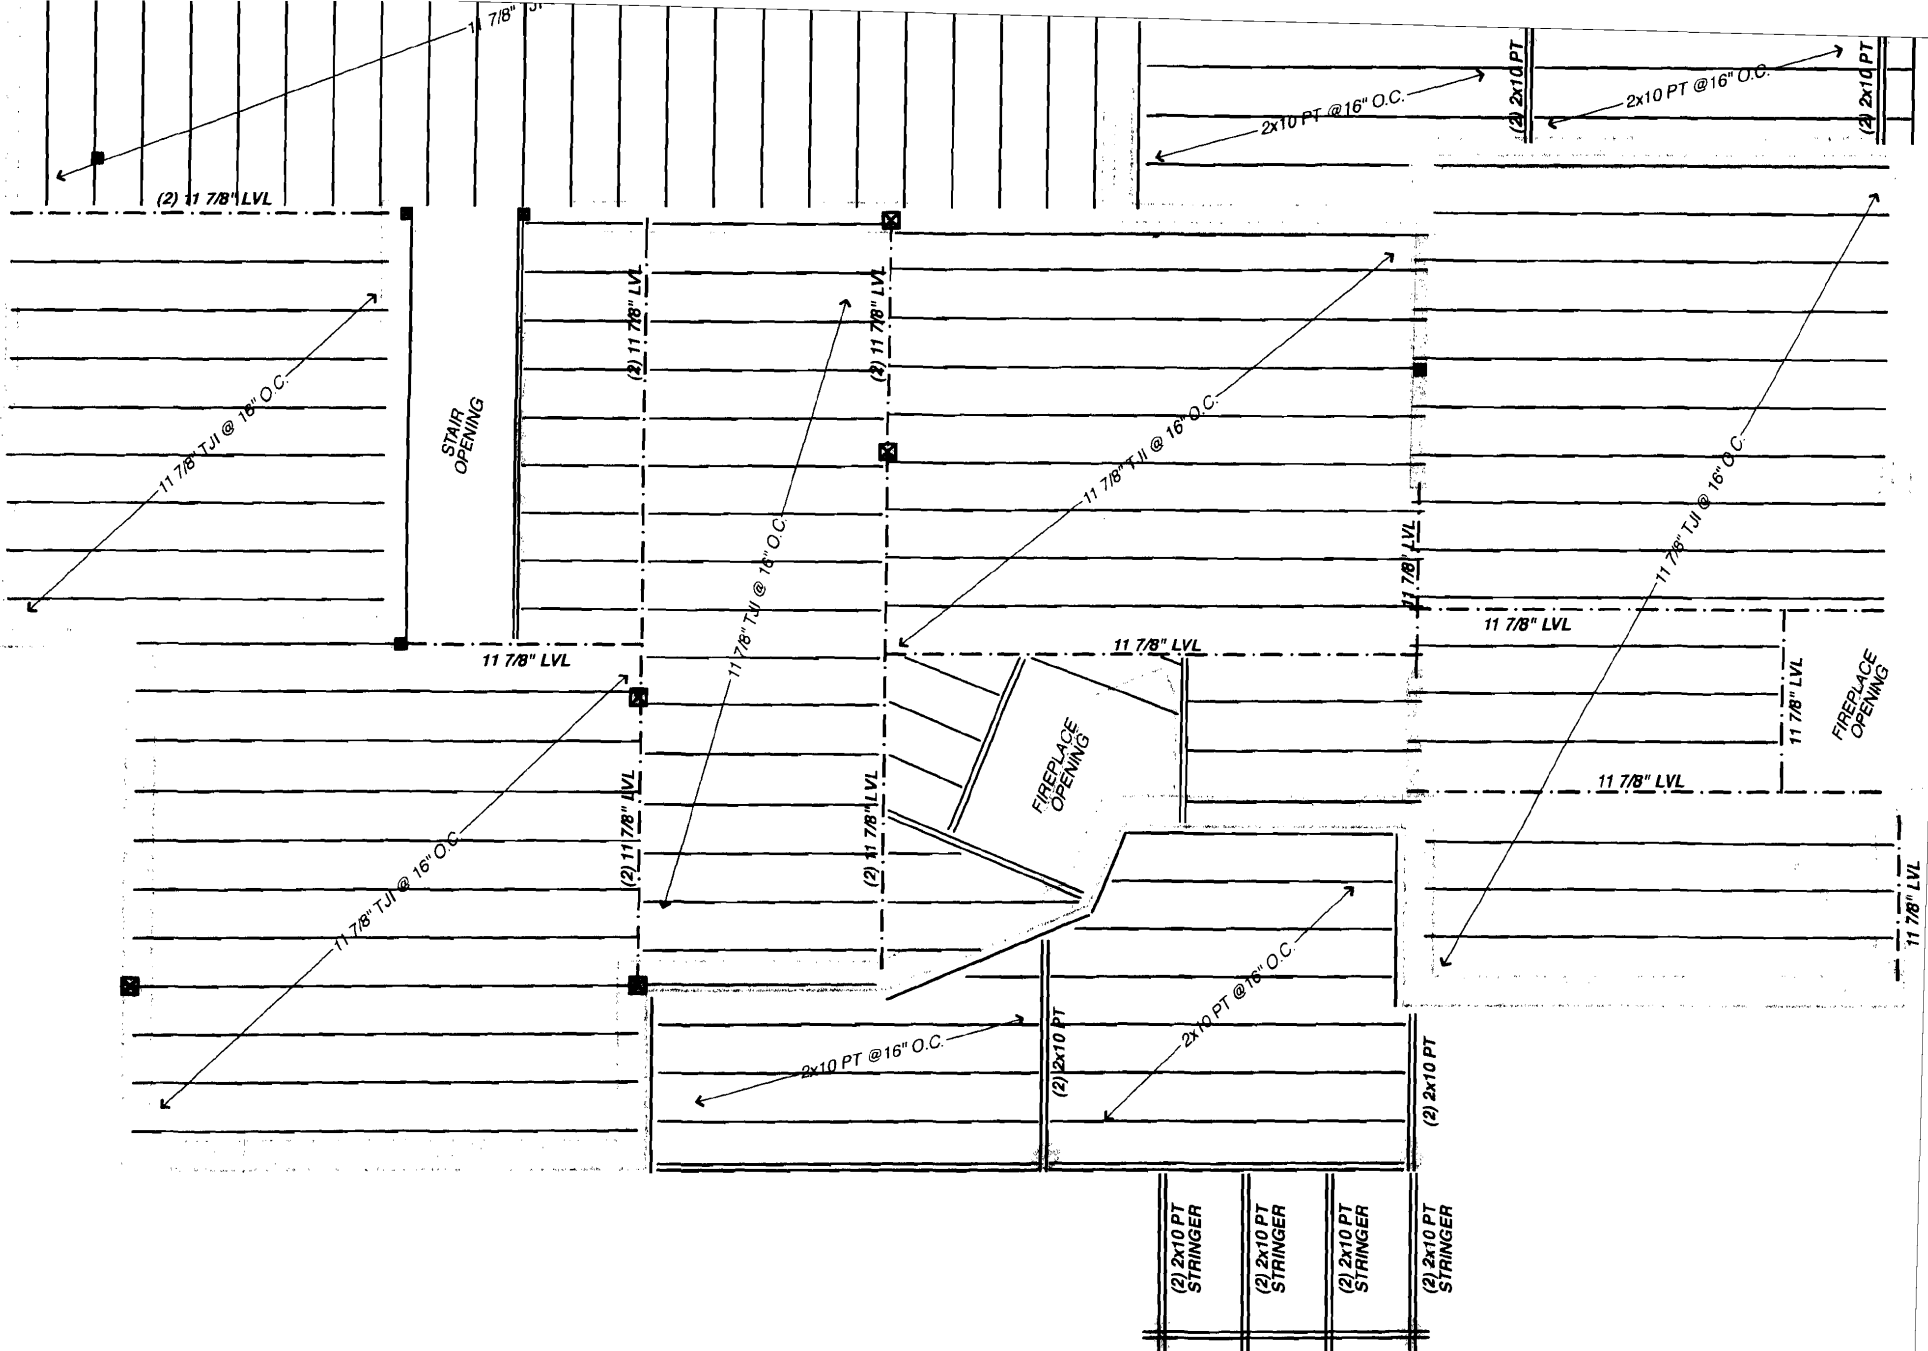 11 7/8"
(2) 2x10 PT
(2) 2x10 PT
2x10 PT @16" O.C.
2x10 PT @16" O.C.
(2) 11 7/8" LVL
(2) 11 7/8" LVL
(2) 11 7/8" LVL
11 7/8" TJI @ 16" O.C.
STAIR
OPENING
11 7/8" TJI @ 16" O.C.
11 7/8" TJI @ 16" O.C.
11 7/8" TJI @ 16" O.C.
11 7/8" LVL
11 7/8" LVL
11 7/8" LVL
11 7/8" LVL
11 7/8" LVL
FIREPLACE
OPENING
FIREPLACE
OPENING
11 7/8" LVL
(2) 11 7/8" LVL
(2) 11 7/8" LVL
11 7/8" TJI @ 16" O.C.
11 7/8" LVL
2x10 PT @16" O.C.
2x10 PT @16" O.C.
(2) 2x10 PT
(2) 2x10 PT
(2) 2x10 PT
STRINGER
(2) 2x10 PT
STRINGER
(2) 2x10 PT
STRINGER
(2) 2x10 PT
STRINGER